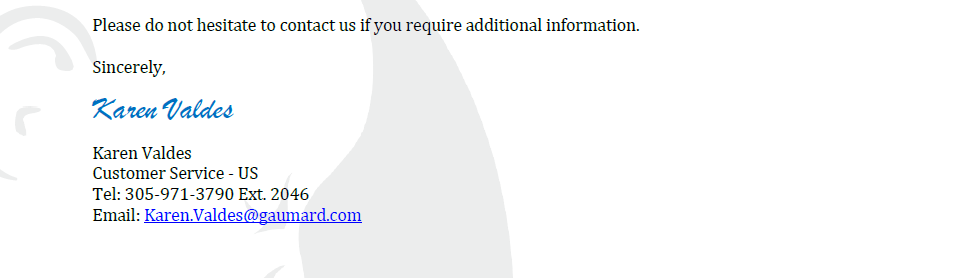 Please do not hesitate to contact us if you require additional information.
Sincerely,
Karen Valdes
Karen Valdes
Customer Service - US
Tel: 305-971-3790 Ext. 2046
Email: Karen.Valdes@gaumard.com